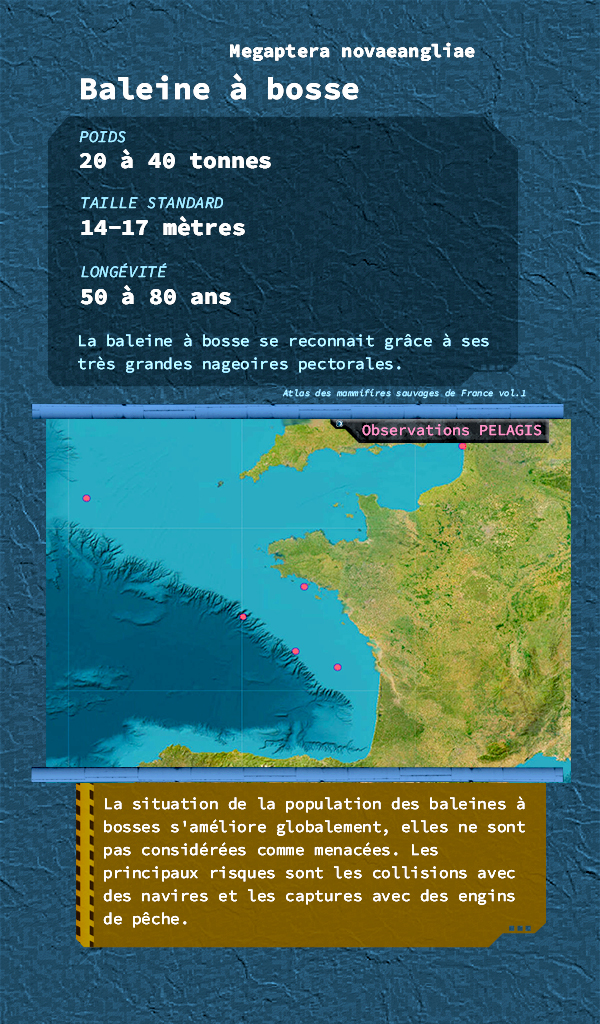 Megaptera novaeangliae
Baleine à bosse
POIDS
20 à 40 tonnes
TAILLE STANDARD
14-17 mètres
LONGÉVITÉ
50 à 80 ans
La baleine à bosse se reconnait grâce à ses
très grandes nageoires pectorales.
Atlas des mammifires sauvages de France vol.1
Observations PELAGIS
La situation de la population des baleines à
bosses s'améliore globalement, elles ne sont
pas considérées comme menacées. Les
principaux risques sont les collisions avec
des navires et les captures avec des engins
de pêche.